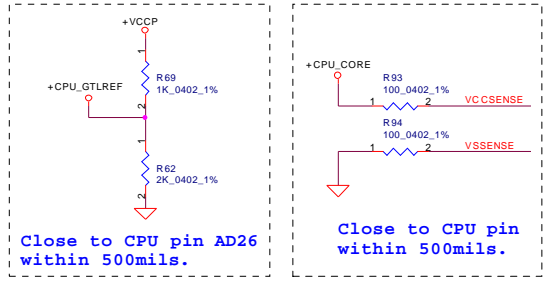 +VCCP
1
R69
1K_0402_1%
+CPU_GTLREF
2
1
R62
2K_0402_1%
2
Close to CPU pin AD26
within 500mils.
+CPU_CORE
R93
100_0402_1%
1 2 VCCSENSE
R94
100_0402_1%
1 2 VSSENSE
Close to CPU pin
within 500mils.